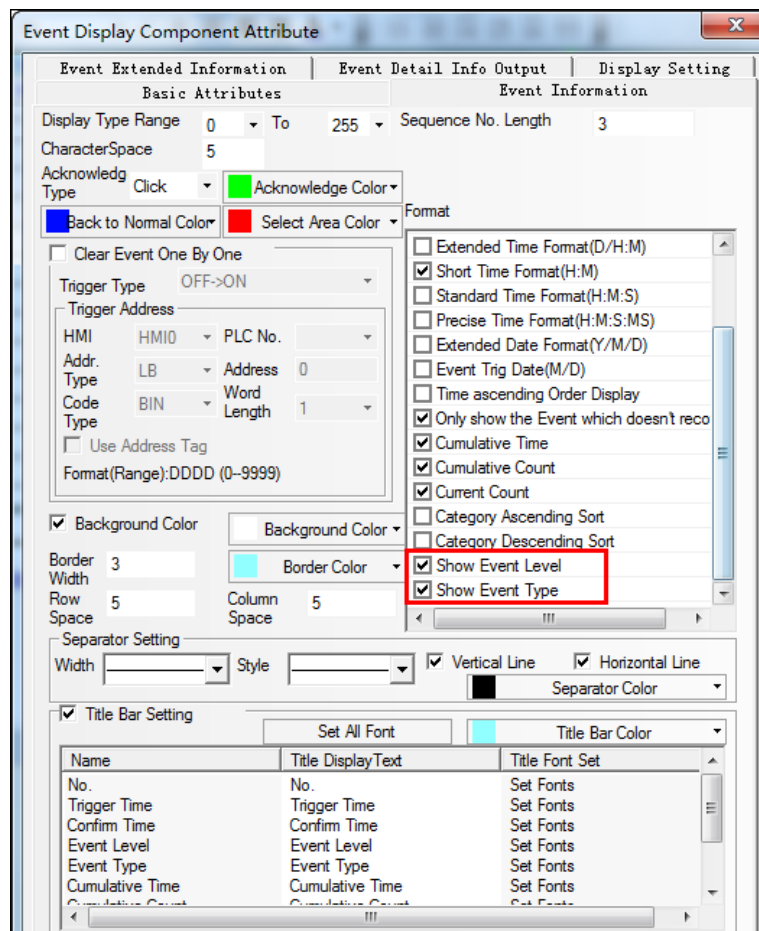 Event Display Component Attribute
Event Extended Information
Event Detail Info Output
Display Setting
Basic Attributes
Event Information
Display Type Range 0 To 255
Sequence No. Length 3
CharacterSpace 5
Acknowledg
Type
Click
Acknowledge Color
Back to Normal Color
Select Area Color
Clear Event One By One
Trigger Type OFF->ON
Trigger Address
HMI HMI0 PLC No.
Addr.
Type
LB
Address 0
Code
Type
BIN
Word
Length
1
Use Address Tag
Format(Range):DDDD (0--9999)
Background Color
Background Color
Border
Width
3
Border Color
Row
Space
5
Column
Space
5
Format
Extended Time Format(D/H:M)
Short Time Format(H:M)
Standard Time Format(H:M:S)
Precise Time Format(H:M:S:MS)
Extended Date Format(Y/M/D)
Event Trig Date(M/D)
Time ascending Order Display
Only show the Event which doesn't reco
Cumulative Time
Cumulative Count
Current Count
Category Ascending Sort
Category Descending Sort
Show Event Level
Show Event Type
Separator Setting
Width
Style
Vertical Line
Horizontal Line
Separator Color
Title Bar Setting
Set All Font
Title Bar Color
Name Title DisplayText Title Font Set
No. No. Set Fonts
Trigger Time Trigger Time Set Fonts
Confirm Time Confirm Time Set Fonts
Event Level Event Level Set Fonts
Event Type Event Type Set Fonts
Cumulative Time Cumulative Time Set Fonts
Cumulative Count Cumulative Count Set Fonts